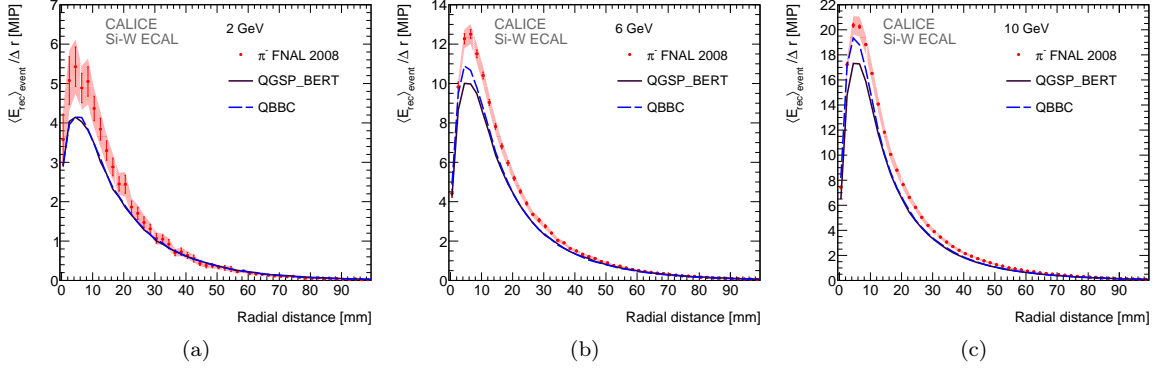 ⟨E_rec⟩_event /Δ r [MIP]
7
6
5
4
3
2
1
0
CALICE
Si-W ECAL
2 GeV
π⁻ FNAL 2008
QGSP_BERT
QBBC
0 10 20 30 40 50 60 70 80 90
Radial distance [mm]
(a)
⟨E_rec⟩_event /Δ r [MIP]
14
12
10
8
6
4
2
0
CALICE
Si-W ECAL
6 GeV
π⁻ FNAL 2008
QGSP_BERT
QBBC
0 10 20 30 40 50 60 70 80 90
Radial distance [mm]
(b)
⟨E_rec⟩_event /Δ r [MIP]
22
20
18
16
14
12
10
8
6
4
2
0
CALICE
Si-W ECAL
10 GeV
π⁻ FNAL 2008
QGSP_BERT
QBBC
0 10 20 30 40 50 60 70 80 90
Radial distance [mm]
(c)